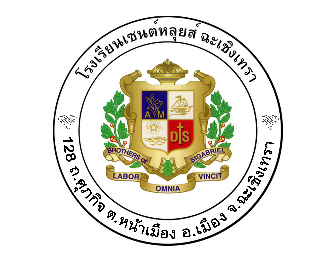 โรงเรียนเซนต์หลุยส์ ฉะเชิงเทรา
A M
D S
BROTHERS OF ST.GABRIEL
LABOR OMNIA VINCIT
128 ถ.ศุภกิจ ต.หน้าเมือง อ.เมือง จ.ฉะเชิงเทรา